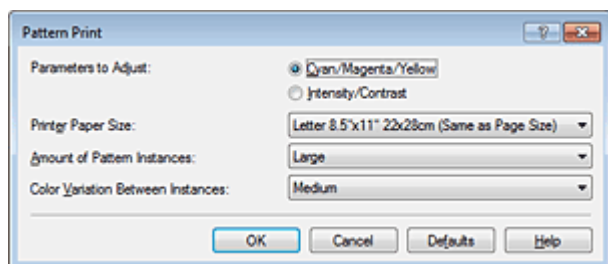 Pattern Print
Parameters to Adjust: Cyan/Magenta/Yellow
Intensity/Contrast
Printer Paper Size: Letter 8.5"x11" 22x28cm (Same as Page Size)
Amount of Pattern Instances: Large
Color Variation Between Instances: Medium
OK Cancel Defaults Help